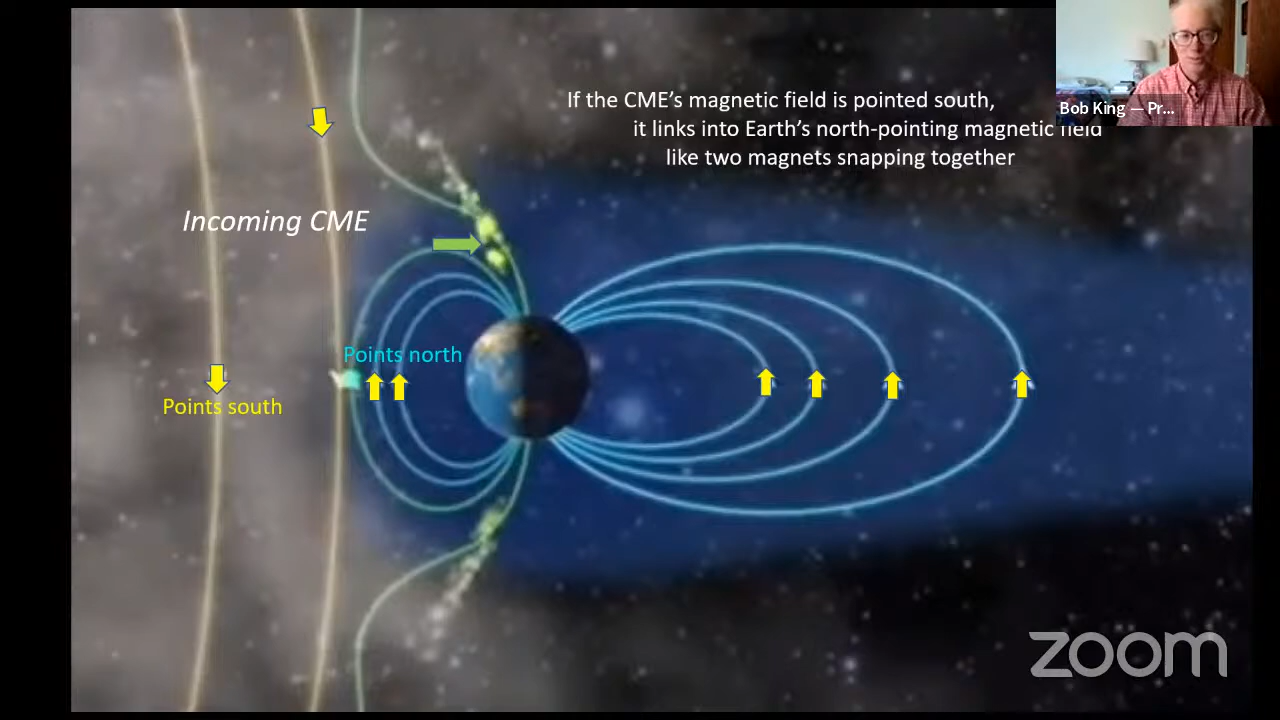 If the CME's magnetic field is pointed south,
it links into Earth's north-pointing magnetic field
like two magnets snapping together
Bob King — Pr...
Incoming CME
Points north
Points south
zoom